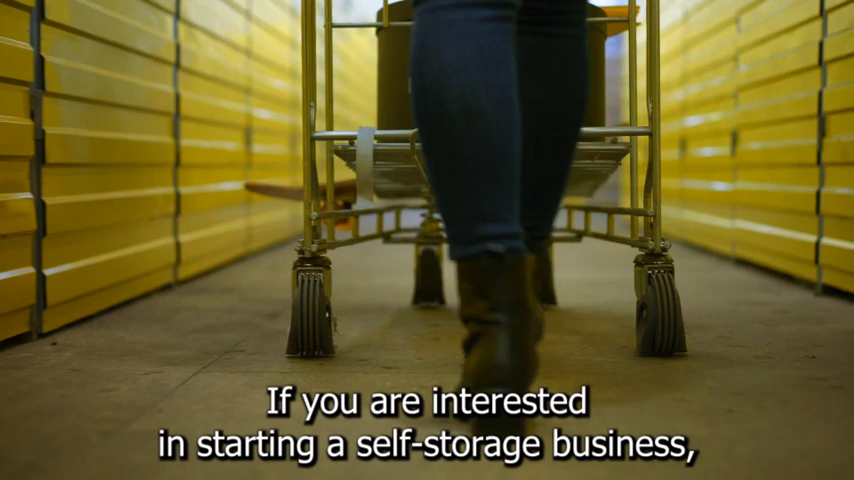 If you are interested
in starting a self-storage business,